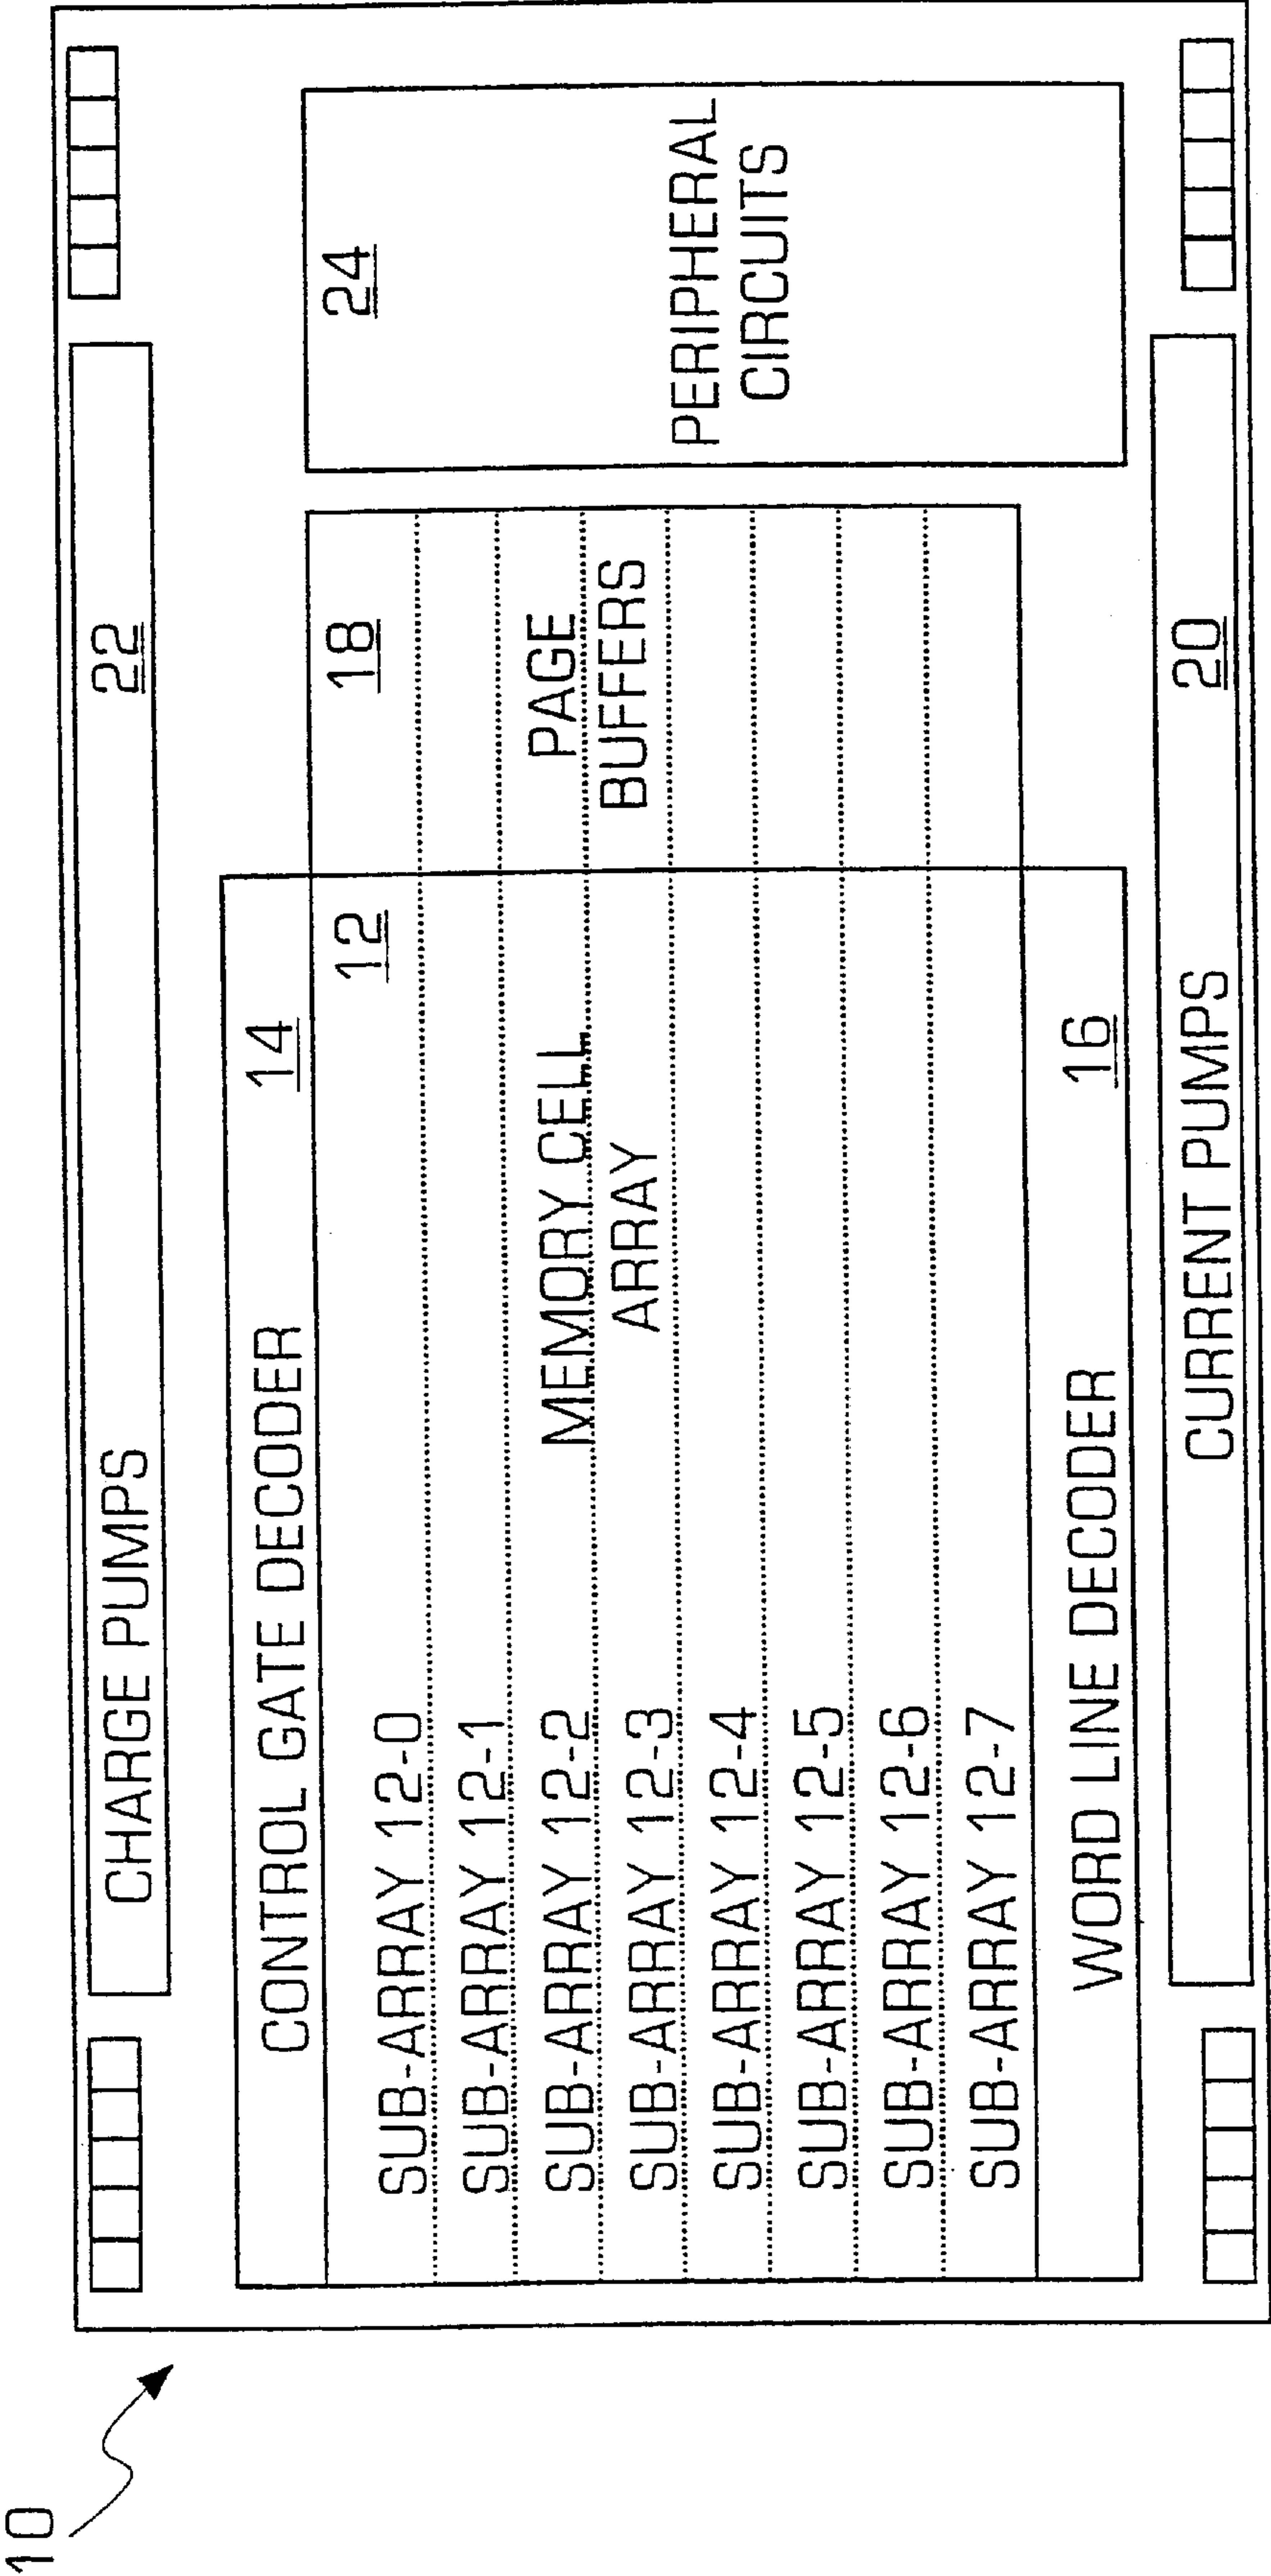 10
CHARGE PUMPS 22
CONTROL GATE DECODER 14
12
18
24
SUB-ARRAY 12-0
SUB-ARRAY 12-1
SUB-ARRAY 12-2
SUB-ARRAY 12-3
SUB-ARRAY 12-4
SUB-ARRAY 12-5
SUB-ARRAY 12-6
SUB-ARRAY 12-7
MEMORY CELL
ARRAY
PAGE
BUFFERS
PERIPHERAL
CIRCUITS
WORD LINE DECODER 16
CURRENT PUMPS 20